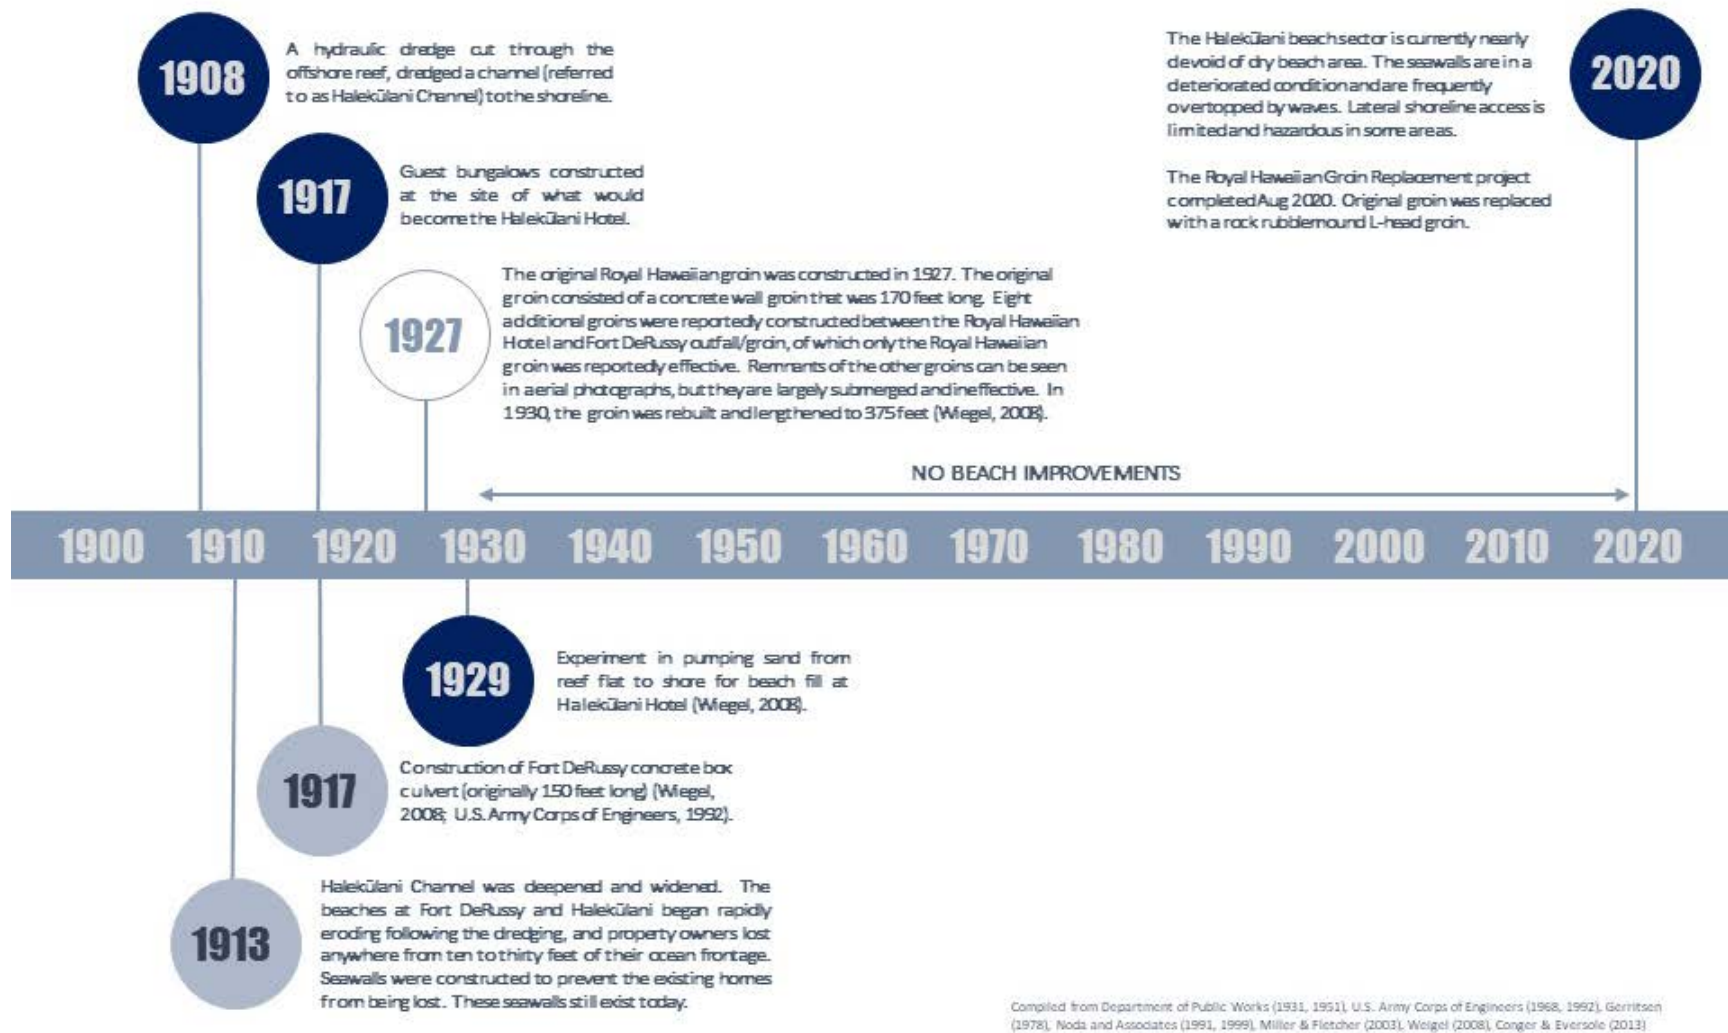 1908
A hydraulic dredge cut through the
offshore reef, dredged a channel (referred
to as Halekūlani Channel) to the shoreline.
1917
Guest bungalows constructed
at the site of what would
become the Halekūlani Hotel.
1927
The original Royal Hawaiian groin was constructed in 1927. The original
groin consisted of a concrete wall groin that was 170 feet long. Eight
additional groins were reportedly constructed between the Royal Hawaiian
Hotel and Fort DeRussy outfall/groin, of which only the Royal Hawaiian
groin was reportedly effective. Remnants of the other groins can be seen
in aerial photographs, but they are largely submerged and ineffective. In
1930, the groin was rebuilt and lengthened to 375 feet (Wiegel, 2008).
The Halekūlani beach sector is currently nearly
devoid of dry beach area. The seawalls are in a
deteriorated condition and are frequently
overtopped by waves. Lateral shoreline access is
limited and hazardous in some areas.
The Royal Hawaiian Groin Replacement project
completed Aug 2020. Original groin was replaced
with a rock rubblemound L-head groin.
2020
NO BEACH IMPROVEMENTS
1900 1910 1920 1930 1940 1950 1960 1970 1980 1990 2000 2010 2020
1929
Experiment in pumping sand from
reef flat to shore for beach fill at
Halekūlani Hotel (Wiegel, 2008).
1917
Construction of Fort DeRussy concrete box
culvert (originally 150 feet long) (Wiegel,
2008; U.S. Army Corps of Engineers, 1992).
1913
Halekūlani Channel was deepened and widened. The
beaches at Fort DeRussy and Halekūlani began rapidly
eroding following the dredging, and property owners lost
anywhere from ten to thirty feet of their ocean frontage.
Seawalls were constructed to prevent the existing homes
from being lost. These seawalls still exist today.
Compiled from Department of Public Works (1931, 1951), U.S. Army Corps of Engineers (1968, 1992), Gerritsen
(1978), Noda and Associates (1991, 1999), Miller & Fletcher (2003), Weigel (2008), Conger & Eversole (2013)